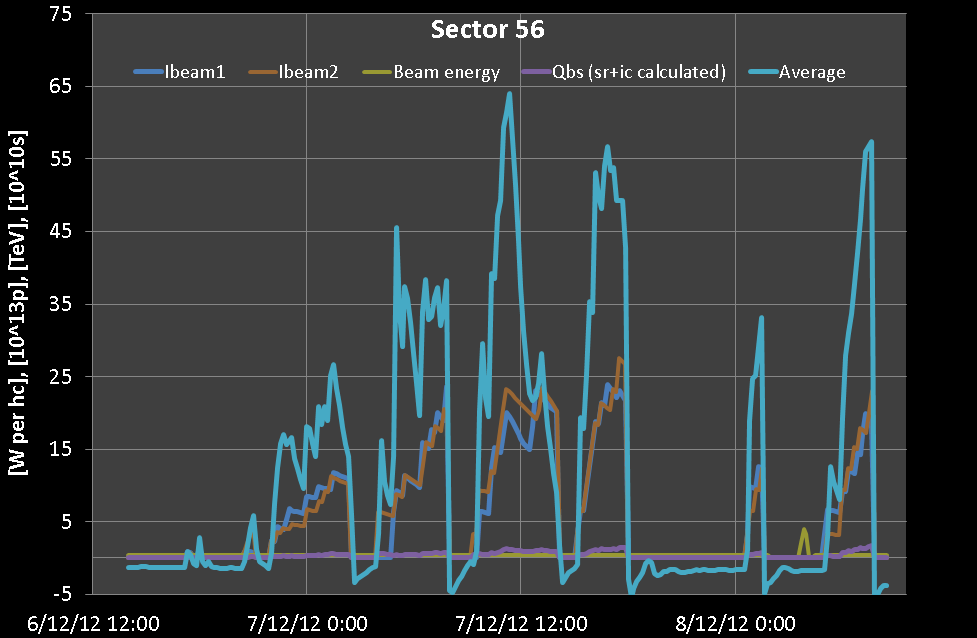 75
Sector 56
Ibeam1 Ibeam2 Beam energy Qbs (sr+ic calculated) Average
65
55
45
35
25
15
5
-5
[W per hc], [10^13p], [TeV], [10^10s]
6/12/12 12:00 7/12/12 0:00 7/12/12 12:00 8/12/12 0:00